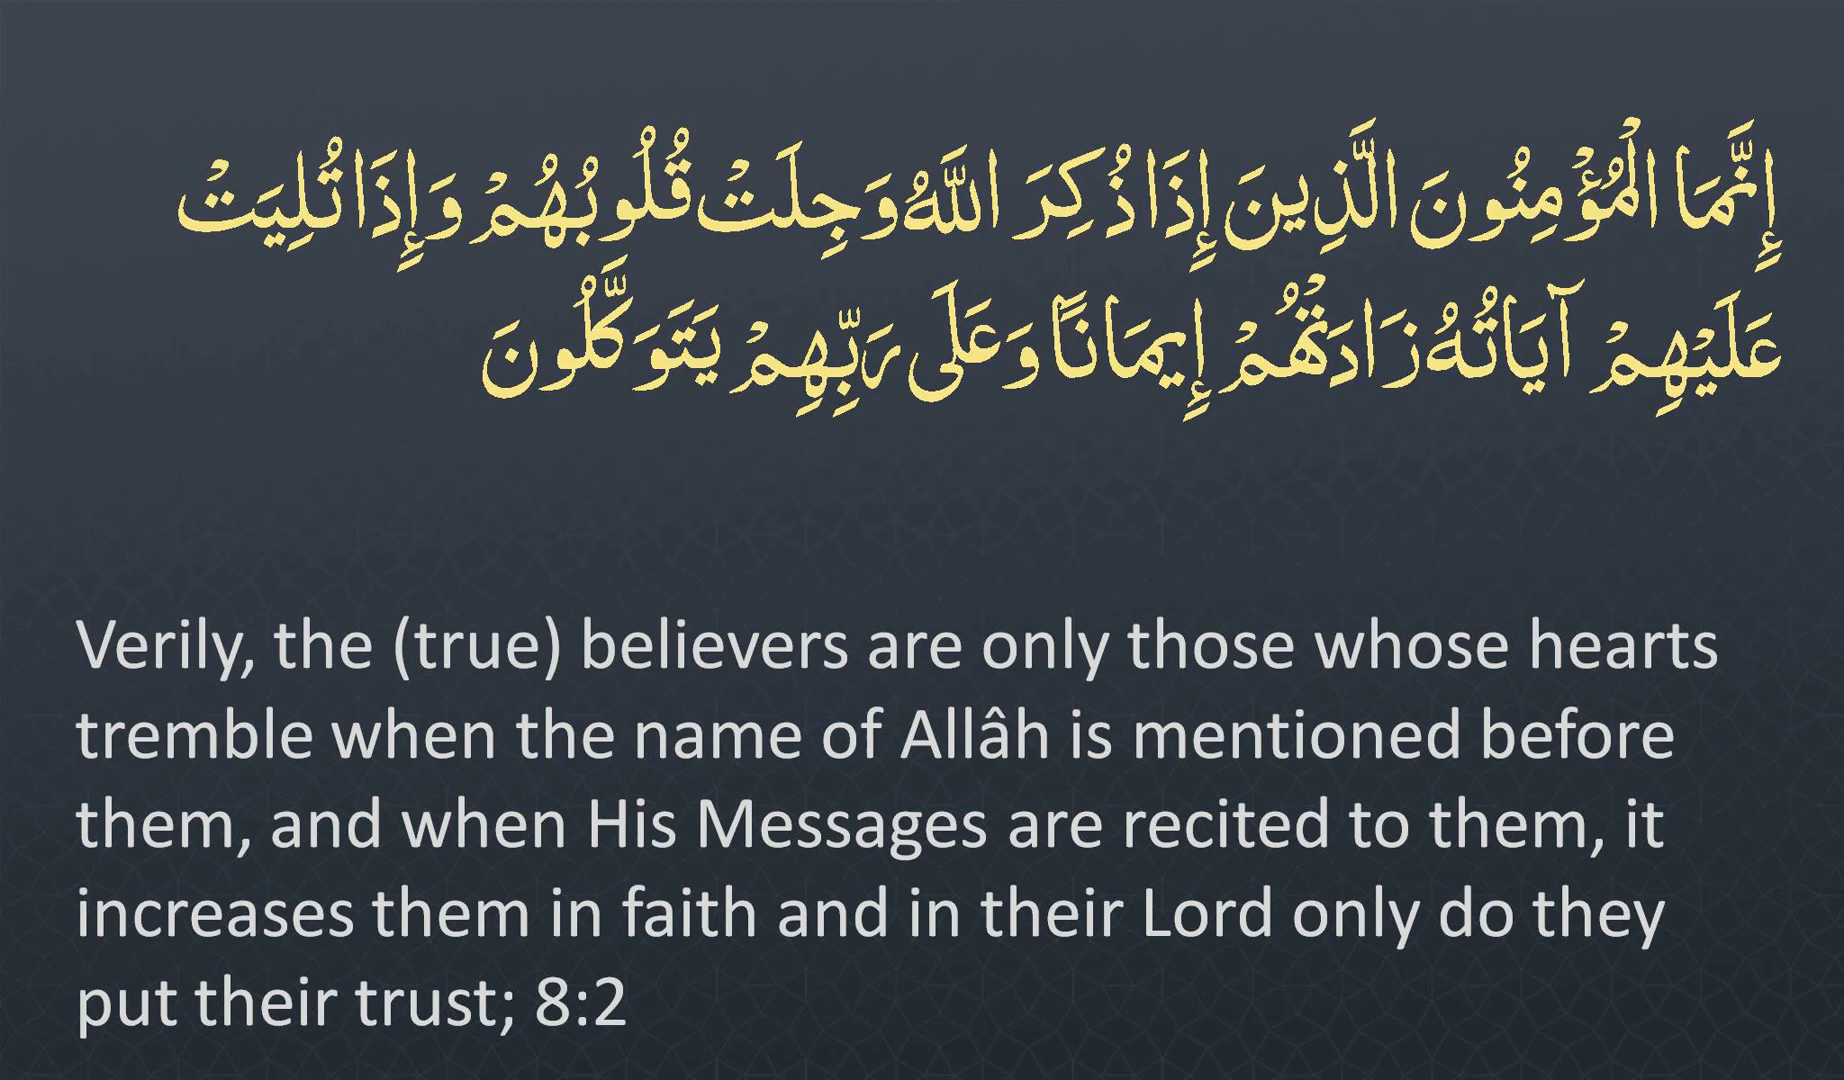 إِنَّمَا الْمُؤْمِنُونَ الَّذِينَ إِذَا ذُكِرَ اللَّهُ وَجِلَتْ قُلُوبُهُمْ وَإِذَا تُلِيَتْ
عَلَيْهِمْ آيَاتُهُ زَادَتْهُمْ إِيمَانًا وَعَلَى رَبِّهِمْ يَتَوَكَّلُونَ
Verily, the (true) believers are only those whose hearts
tremble when the name of Allâh is mentioned before
them, and when His Messages are recited to them, it
increases them in faith and in their Lord only do they
put their trust; 8:2